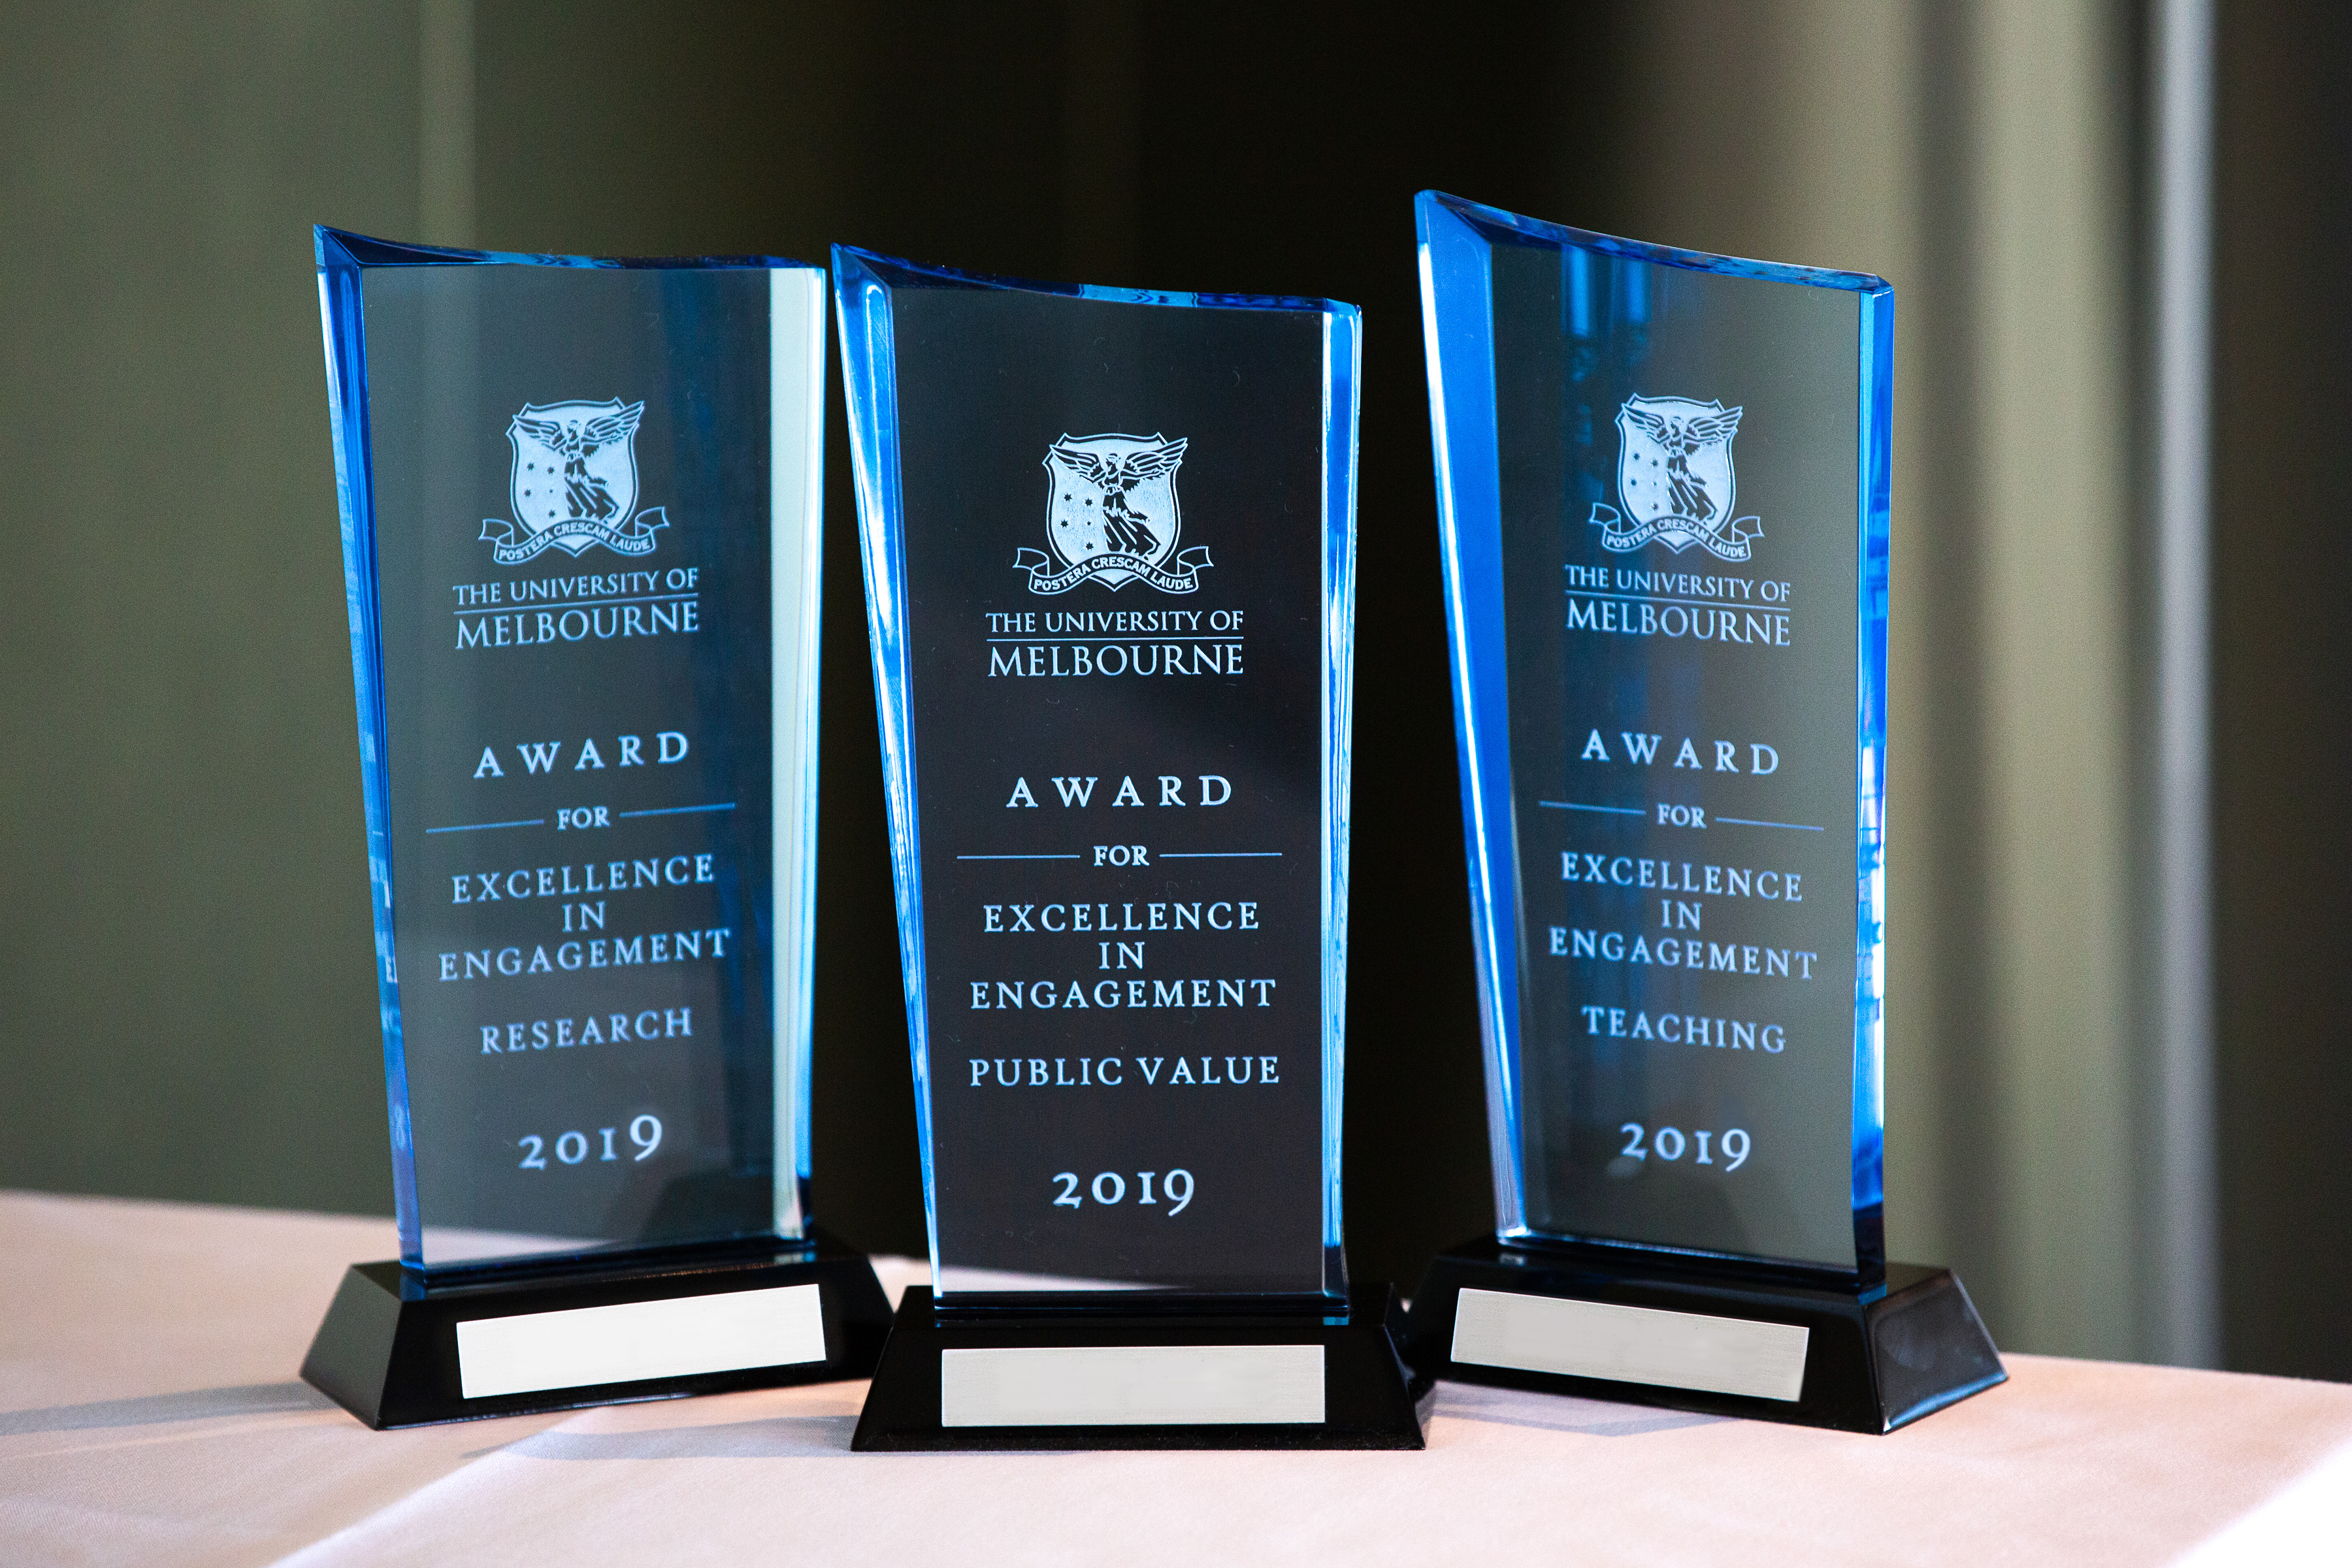 POSTERA CRESCAM LAUDE
THE UNIVERSITY OF
MELBOURNE
AWARD
FOR
EXCELLENCE
IN
ENGAGEMENT
RESEARCH
2019
POSTERA CRESCAM LAUDE
THE UNIVERSITY OF
MELBOURNE
AWARD
FOR
EXCELLENCE
IN
ENGAGEMENT
PUBLIC VALUE
2019
POSTERA CRESCAM LAUDE
THE UNIVERSITY OF
MELBOURNE
AWARD
FOR
EXCELLENCE
IN
ENGAGEMENT
TEACHING
2019